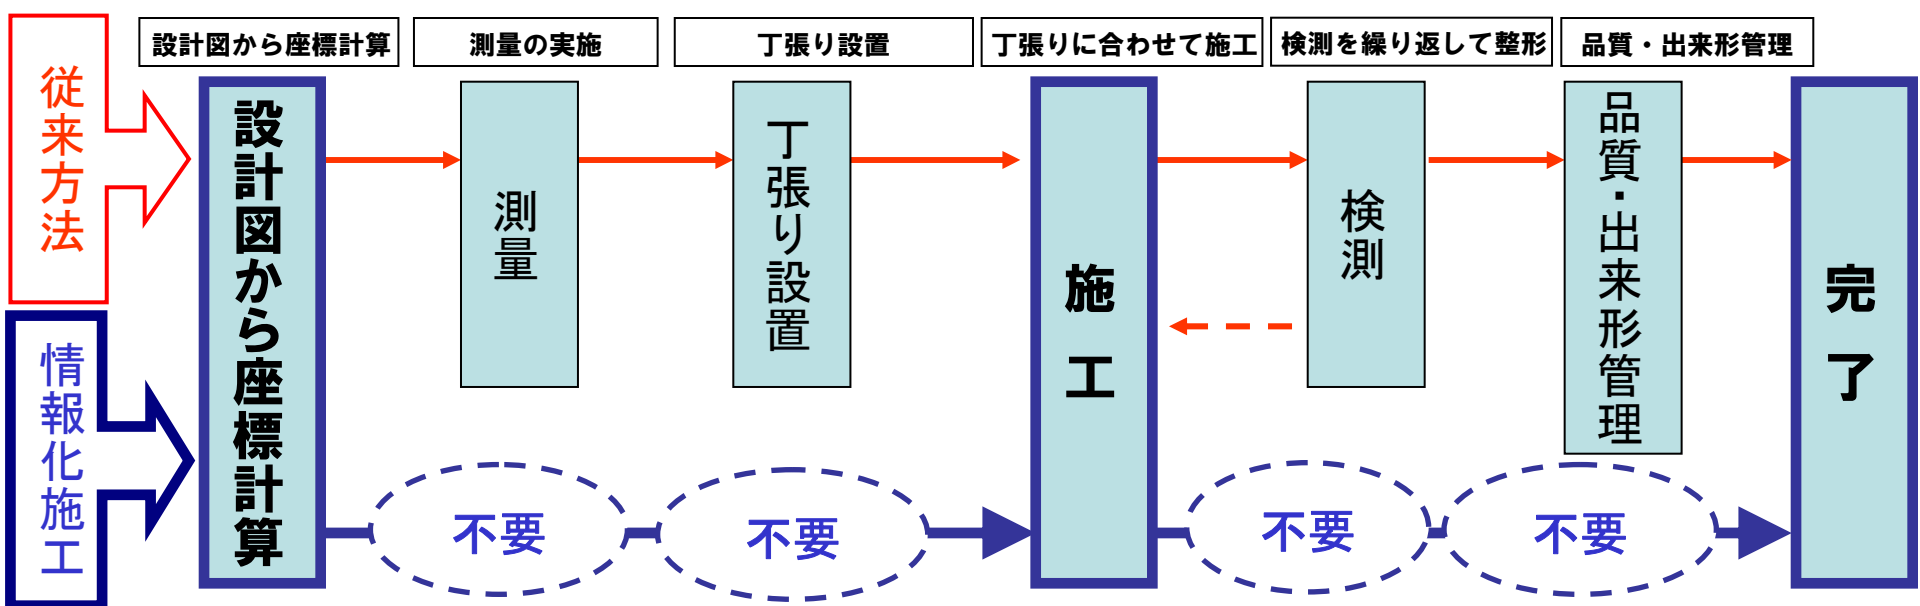 設計図から座標計算
測量の実施
丁張り設置
丁張りに合わせて施工
検測を繰り返して整形
品質・出来形管理
従来方法
設計図から座標計算
測量
丁張り設置
施工
検測
品質・出来形管理
完了
情報化施工
不要
不要
不要
不要